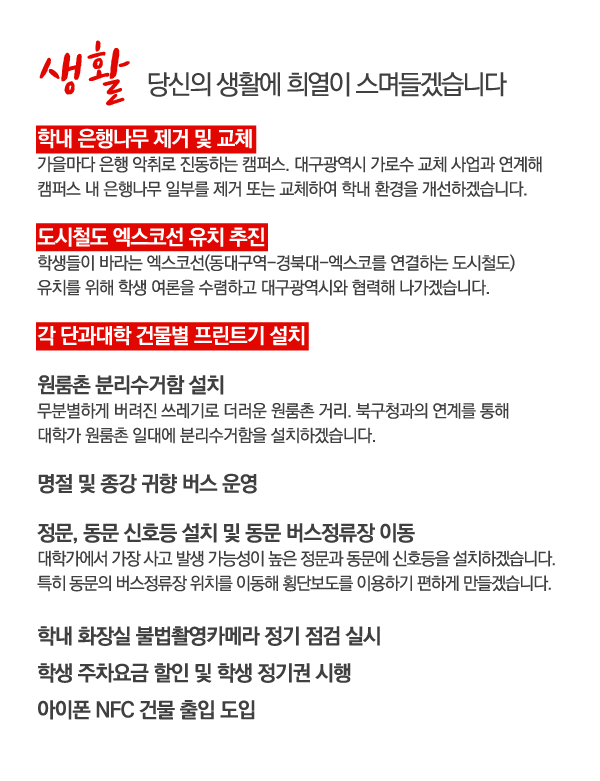 생활 당신의 생활에 희열이 스며들겠습니다
학내 은행나무 제거 및 교체
가을마다 은행 악취로 진동하는 캠퍼스. 대구광역시 가로수 교체 사업과 연계해
캠퍼스 내 은행나무 일부를 제거 또는 교체하여 학내 환경을 개선하겠습니다.
도시철도 엑스코선 유치 추진
학생들이 바라는 엑스코선(동대구역-경북대-엑스코를 연결하는 도시철도)
유치를 위해 학생 여론을 수렴하고 대구광역시와 협력해 나가겠습니다.
각 단과대학 건물별 프린트기 설치
원룸촌 분리수거함 설치
무분별하게 버려진 쓰레기로 더러운 원룸촌 거리. 북구청과의 연계를 통해
대학가 원룸촌 일대에 분리수거함을 설치하겠습니다.
명절 및 종강 귀향 버스 운영
정문, 동문 신호등 설치 및 동문 버스정류장 이동
대학가에서 가장 사고 발생 가능성이 높은 정문과 동문에 신호등을 설치하겠습니다.
특히 동문의 버스정류장 위치를 이동해 횡단보도를 이용하기 편하게 만들겠습니다.
학내 화장실 불법촬영카메라 정기 점검 실시
학생 주차요금 할인 및 학생 정기권 시행
아이폰 NFC 건물 출입 도입